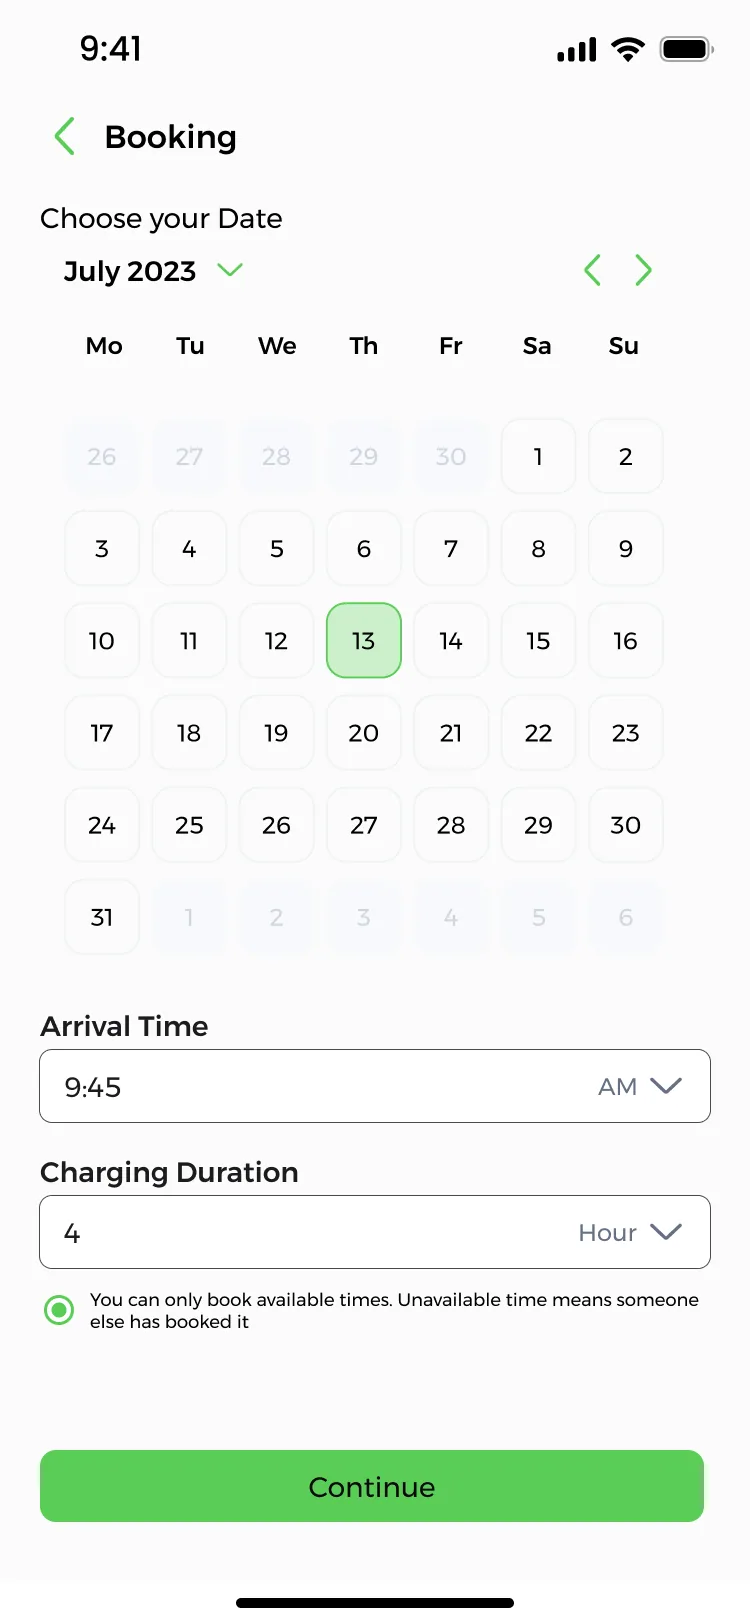 9:41
Booking
Choose your Date
July 2023
Mo Tu We Th Fr Sa Su
26 27 28 29 30 1 2
3 4 5 6 7 8 9
10 11 12 13 14 15 16
17 18 19 20 21 22 23
24 25 26 27 28 29 30
31 1 2 3 4 5 6
Arrival Time
9:45 AM
Charging Duration
4 Hour
You can only book available times. Unavailable time means someone
else has booked it
Continue